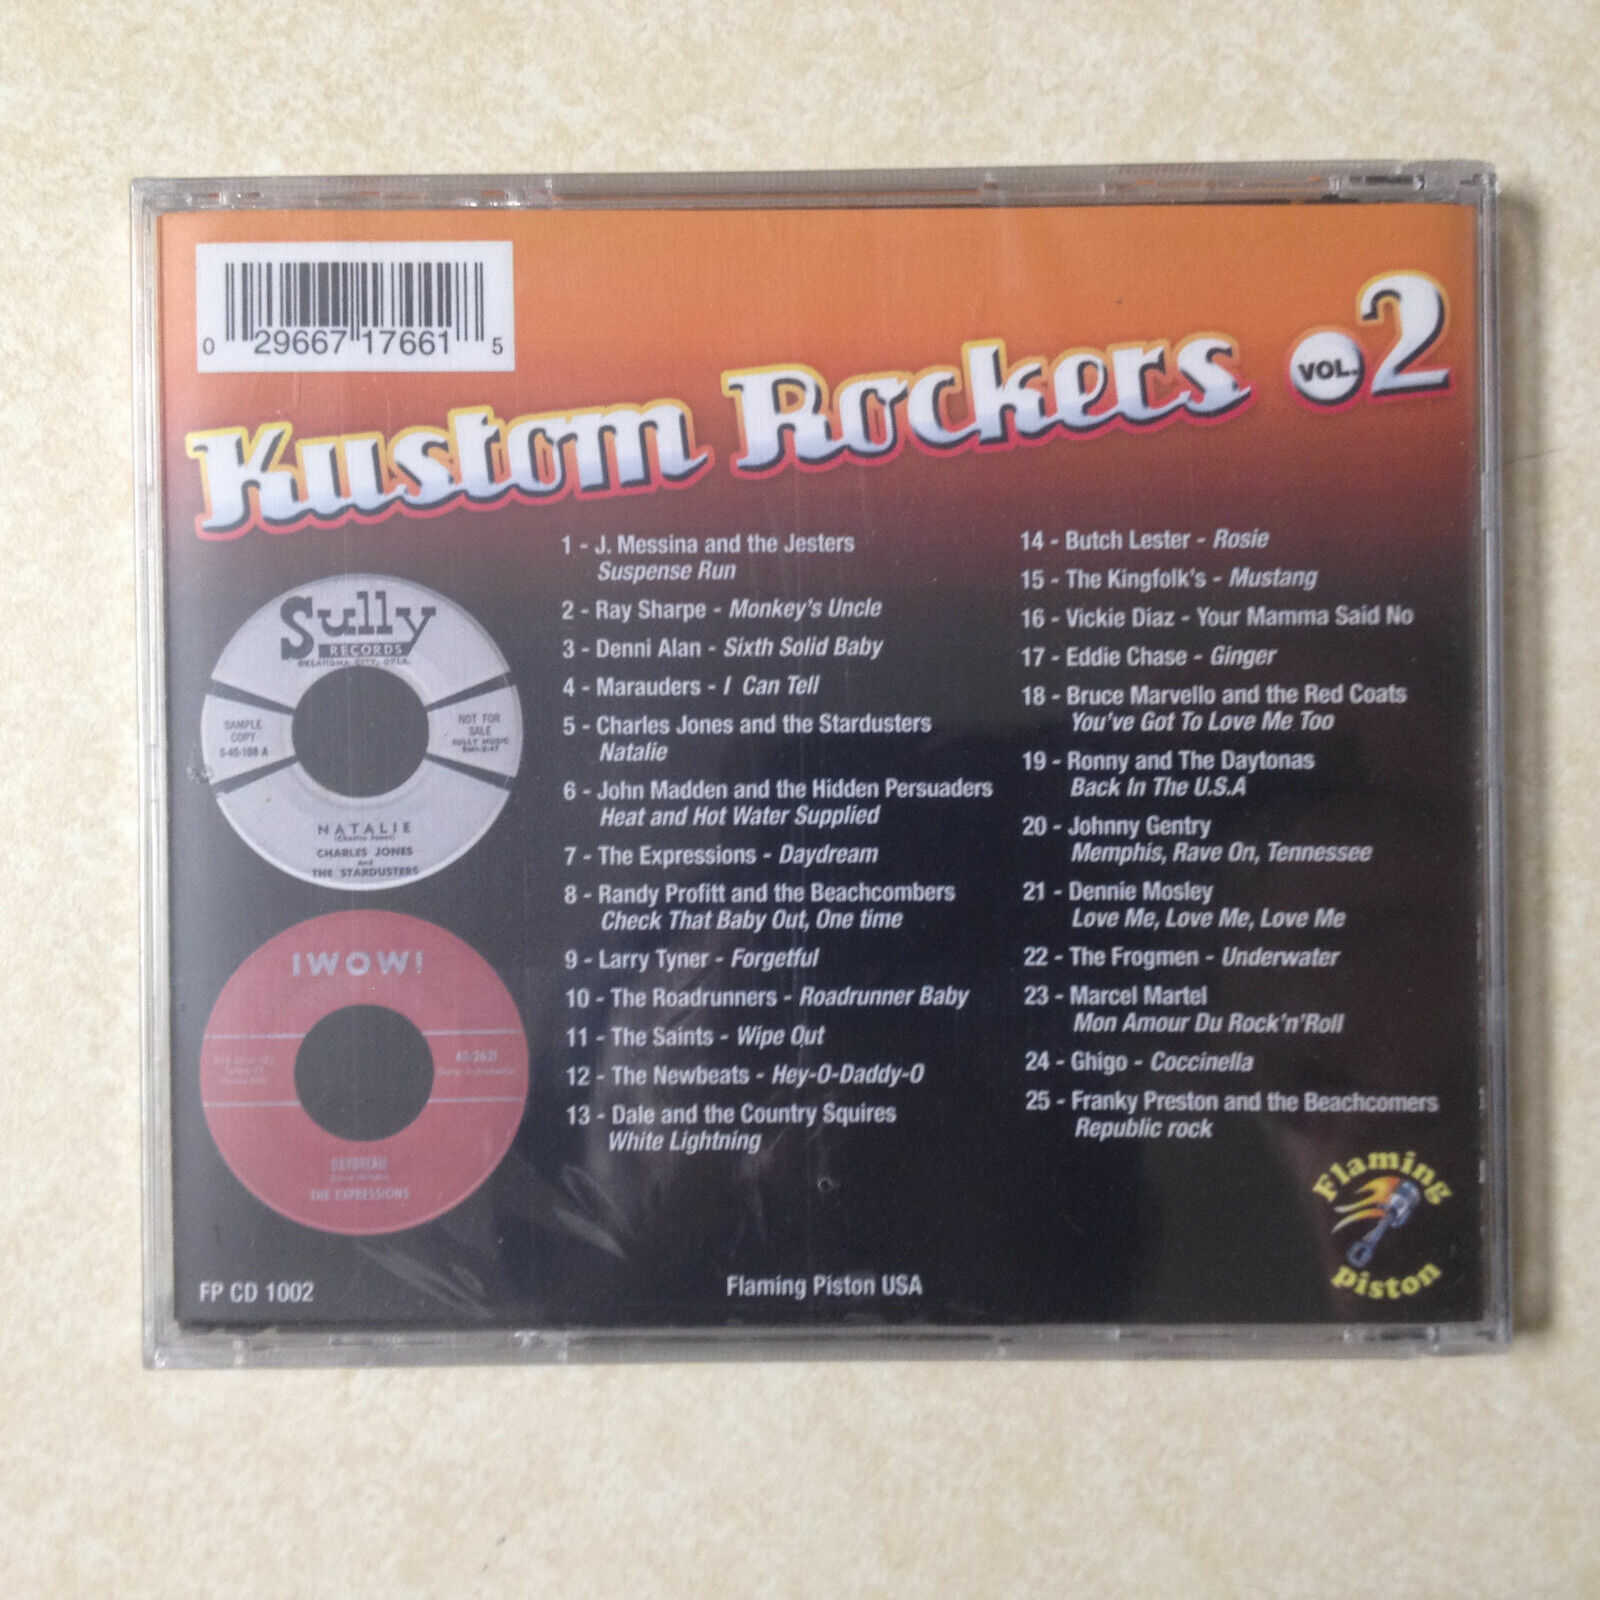 0 29667 17661 5
Kustom Rockers VOL. 2
1 - J. Messina and the Jesters
Suspense Run
2 - Ray Sharpe - Monkey's Uncle
3 - Denni Alan - Sixth Solid Baby
4 - Marauders - I Can Tell
5 - Charles Jones and the Stardusters
Natalie
6 - John Madden and the Hidden Persuaders
Heat and Hot Water Supplied
7 - The Expressions - Daydream
8 - Randy Profitt and the Beachcombers
Check That Baby Out, One time
9 - Larry Tyner - Forgetful
10 - The Roadrunners - Roadrunner Baby
11 - The Saints - Wipe Out
12 - The Newbeats - Hey-O-Daddy-O
13 - Dale and the Country Squires
White Lightning
14 - Butch Lester - Rosie
15 - The Kingfolk's - Mustang
16 - Vickie Diaz - Your Mamma Said No
17 - Eddie Chase - Ginger
18 - Bruce Marvello and the Red Coats
You've Got To Love Me Too
19 - Ronny and The Daytonas
Back In The U.S.A
20 - Johnny Gentry
Memphis, Rave On, Tennessee
21 - Dennie Mosley
Love Me, Love Me, Love Me
22 - The Frogmen - Underwater
23 - Marcel Martel
Mon Amour Du Rock'n'Roll
24 - Ghigo - Coccinella
25 - Franky Preston and the Beachcomers
Republic rock
Sully
RECORDS
OKLAHOMA CITY, OKLA.
SAMPLE
COPY
S-45-108 A
NOT FOR
SALE
SULLY MUSIC
NATALIE
CHARLES JONES
And
THE STARDUSTERS
!WOW!
DAYDREAM
THE EXPRESSIONS
FP CD 1002
Flaming Piston USA
Flaming
piston